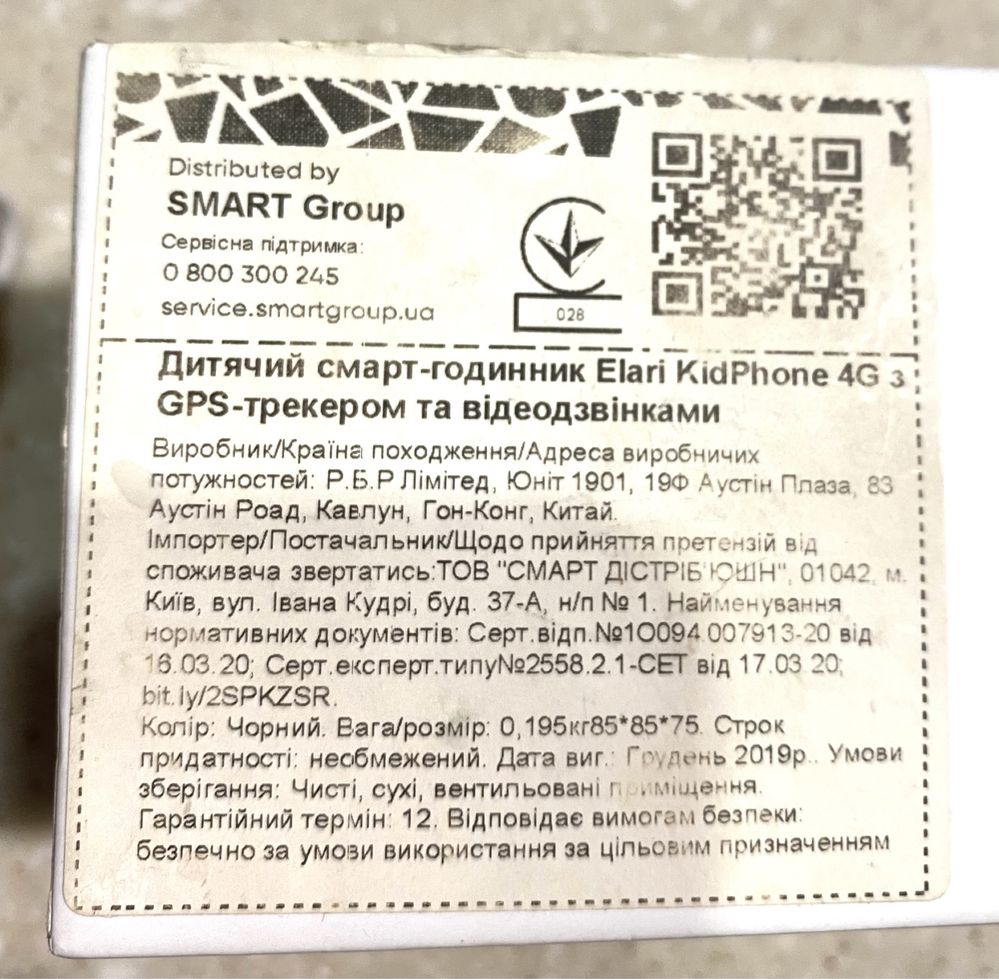 Distributed by
SMART Group
Сервісна підтримка:
0 800 300 245
service.smartgroup.ua
028
Дитячий смарт-годинник Elari KidPhone 4G з
GPS-трекером та відеодзвінками
Виробник/Країна походження/Адреса виробничих
потужностей: Р.Б.Р Лімітед, Юніт 1901, 19Ф Аустін Плаза, 83
Аустін Роад, Кавлун, Гон-Конг, Китай.
Імпортер/Постачальник/Щодо прийняття претензій від
споживача звертатись:ТОВ "СМАРТ ДІСТРІБ'ЮШН", 01042, м.
Київ, вул. Івана Кудрі, буд. 37-А, н/п № 1. Найменування
нормативних документів: Серт.відп.№1О094.007913-20 від
16.03.20; Серт.експерт.типу№2558.2.1-СЕТ від 17.03.20;
bit.ly/2SPKZSR.
Колір: Чорний. Вага/розмір: 0,195кг85*85*75. Строк
придатності: необмежений. Дата виг.: Грудень 2019р.. Умови
зберігання: Чисті, сухі, вентильовані приміщення.
Гарантійний термін: 12. Відповідає вимогам безпеки:
безпечно за умови використання за цільовим призначенням